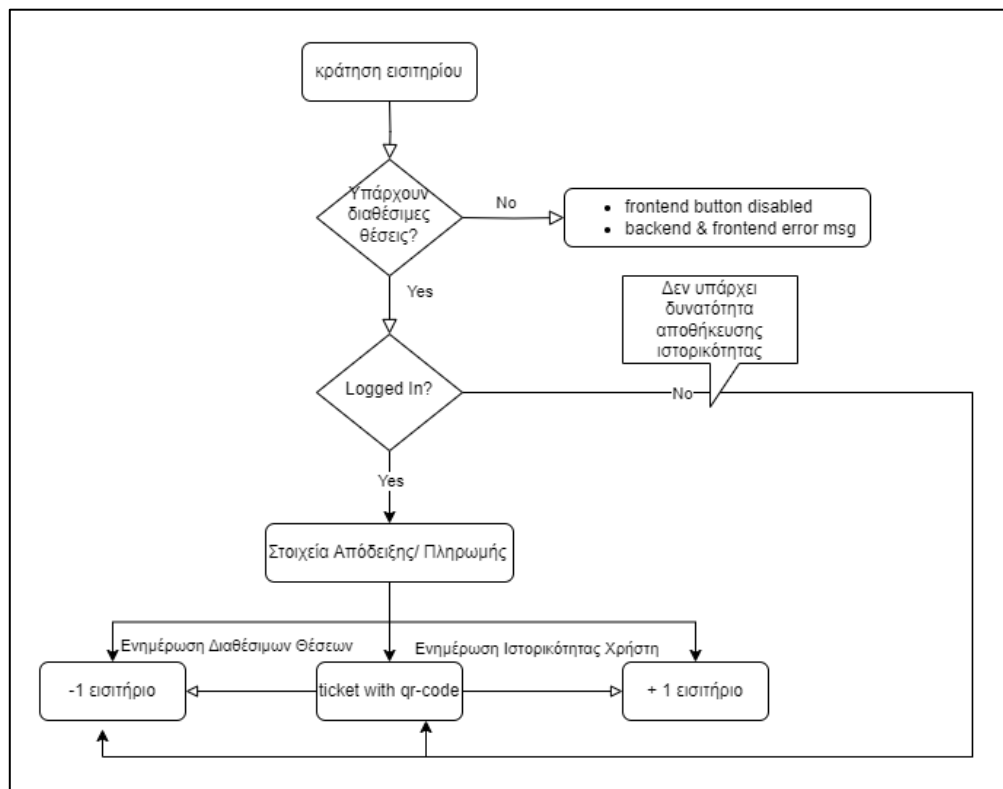 κράτηση εισιτηρίου
Υπάρχουν
διαθέσιμες
θέσεις?
No
frontend button disabled
backend & frontend error msg
Yes
Δεν υπάρχει
δυνατότητα
αποθήκευσης
ιστορικότητας
Logged In?
No
Yes
Στοιχεία Απόδειξης/ Πληρωμής
Ενημέρωση Διαθέσιμων Θέσεων
Ενημέρωση Ιστορικότητας Χρήστη
-1 εισιτήριο
ticket with qr-code
+ 1 εισιτήριο